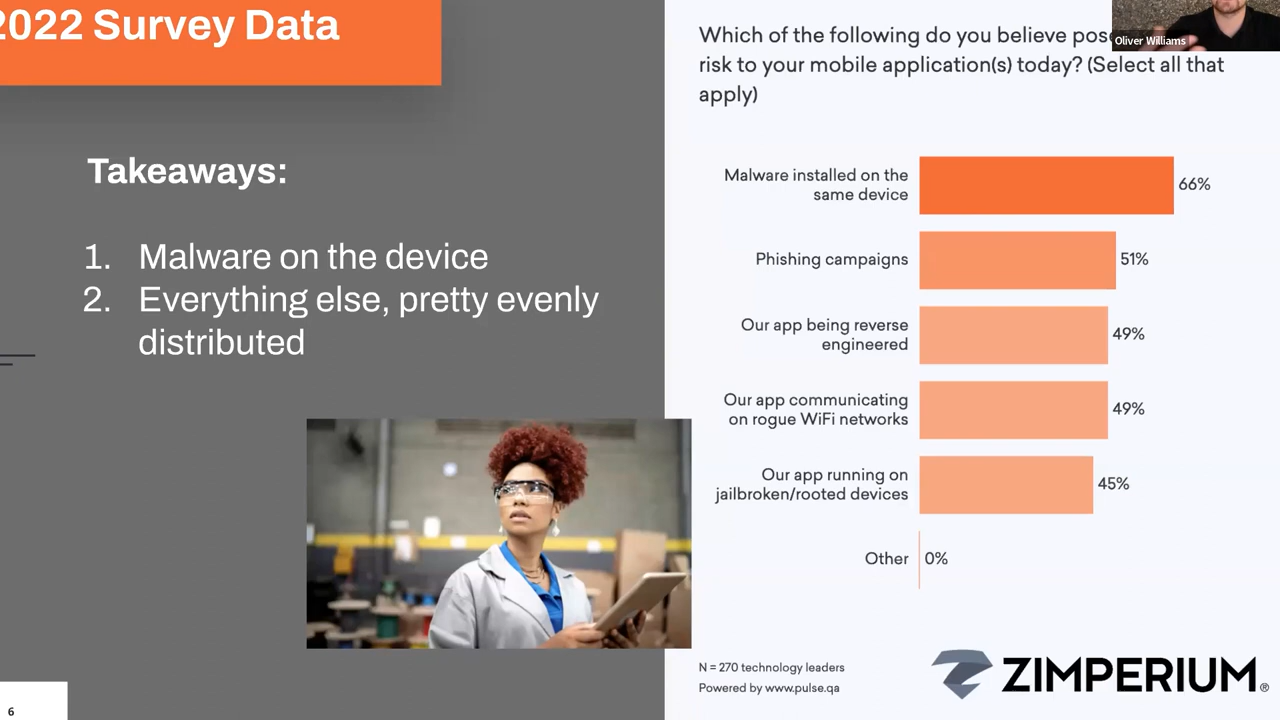 2022 Survey Data
Takeaways:
1. Malware on the device
2. Everything else, pretty evenly
distributed
6
Which of the following do you believe
risk to your mobile application(s) today? (Select all that
apply)
Oliver Williams
Malware installed on the
same device
66%
Phishing campaigns
51%
Our app being reverse
engineered
49%
Our app communicating
on rogue WiFi networks
49%
Our app running on
jailbroken/rooted devices
45%
Other
0%
N = 270 technology leaders
Powered by www.pulse.qa
ZIMPERIUM®